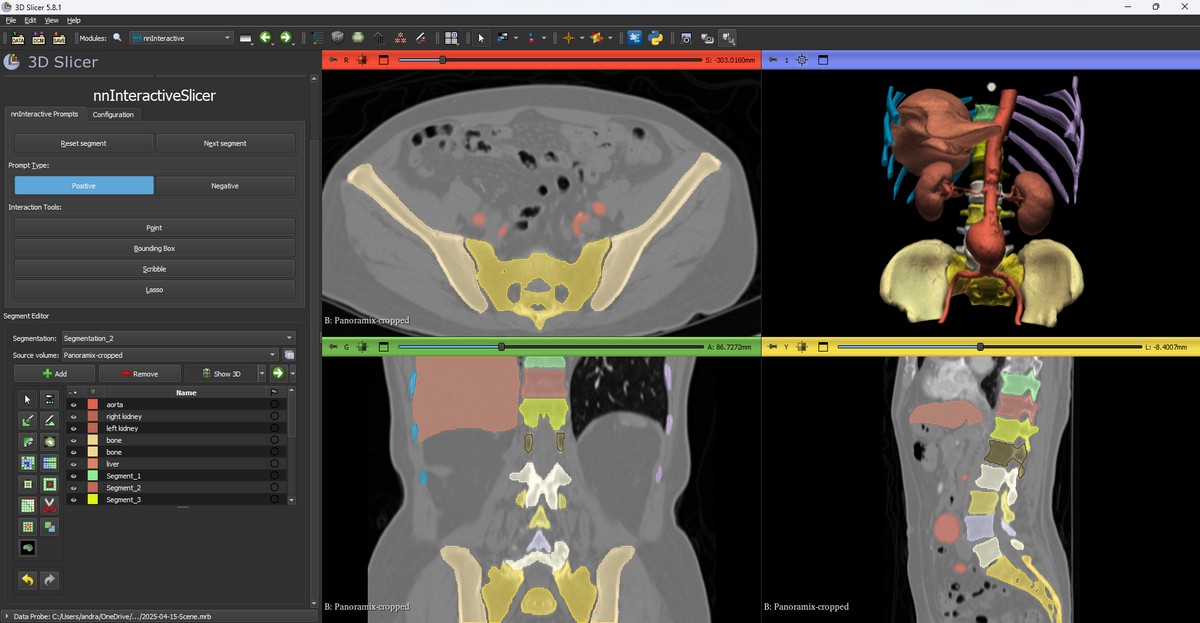 3D Slicer 5.8.1
File Edit View Help
DATA DCM SAVE Modules: nnInteractive
3D Slicer
nnInteractiveSlicer
nnInteractive Prompts Configuration
Reset segment Next segment
Prompt Type:
Positive Negative
Interaction Tools:
Point
Bounding Box
Scribble
Lasso
Segment Editor
Segmentation: Segmentation_2
Source volume: Panoramix-cropped
Add Remove Show 3D
Name
aorta
right kidney
left kidney
bone
bone
liver
Segment_1
Segment_2
Segment_3
Data Probe: C:/Users/andra/OneDrive/.../2025-04-15-Scene.mrb
R S: -303.0160mm
B: Panoramix-cropped
1
G A: 86.7272mm
B: Panoramix-cropped
Y L: -8.4007mm
B: Panoramix-cropped